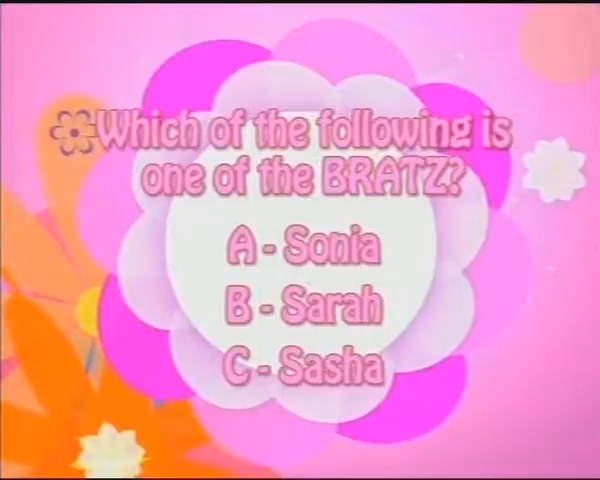 Which of the following is
one of the BRATZ?
A - Sonia
B - Sarah
C - Sasha